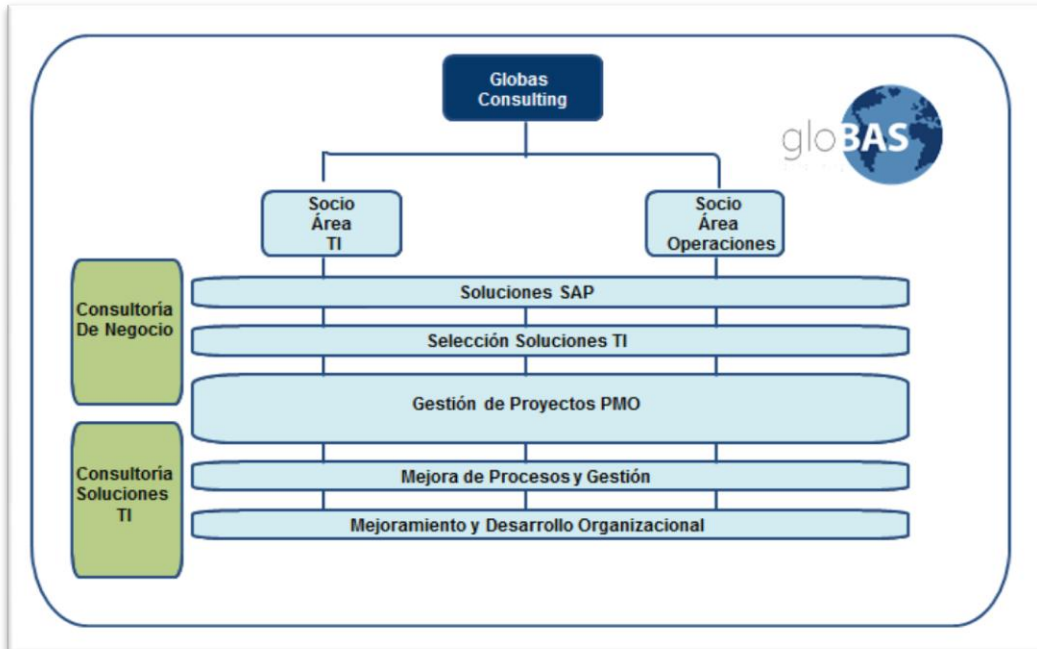 Globas
Consulting
gloBAS
Socio
Área
TI
Socio
Área
Operaciones
Consultoría
De Negocio
Soluciones SAP
Selección Soluciones TI
Gestión de Proyectos PMO
Consultoría
Soluciones
TI
Mejora de Procesos y Gestión
Mejoramiento y Desarrollo Organizacional